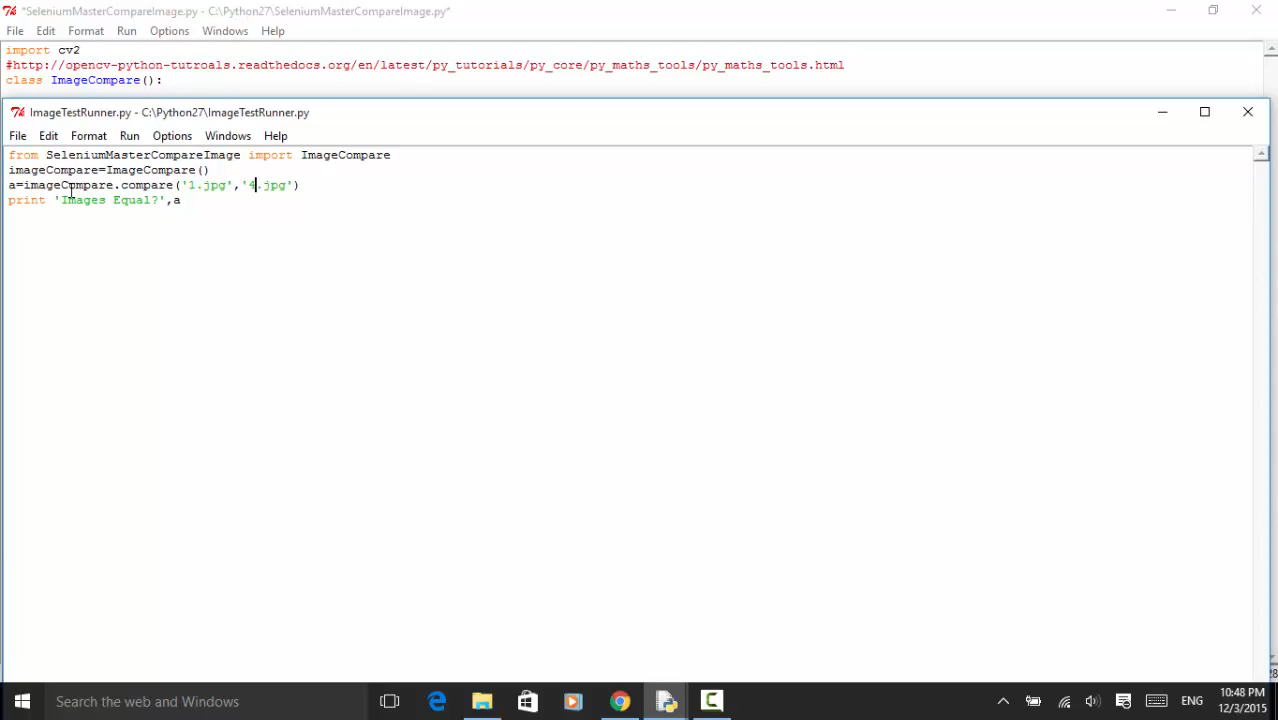 *SeleniumMasterCompareImage.py - C:\Python27\SeleniumMasterCompareImage.py*
File Edit Format Run Options Windows Help
import cv2
#http://opencv-python-tutroals.readthedocs.org/en/latest/py_tutorials/py_core/py_maths_tools/py_maths_tools.html
class ImageCompare():
ImageTestRunner.py - C:\Python27\ImageTestRunner.py
File Edit Format Run Options Windows Help
from SeleniumMasterCompareImage import ImageCompare
imageCompare=ImageCompare()
a=imageCompare.compare('1.jpg','4.jpg')
print 'Images Equal?',a
28
Search the web and Windows
ENG
10:48 PM
12/3/2015